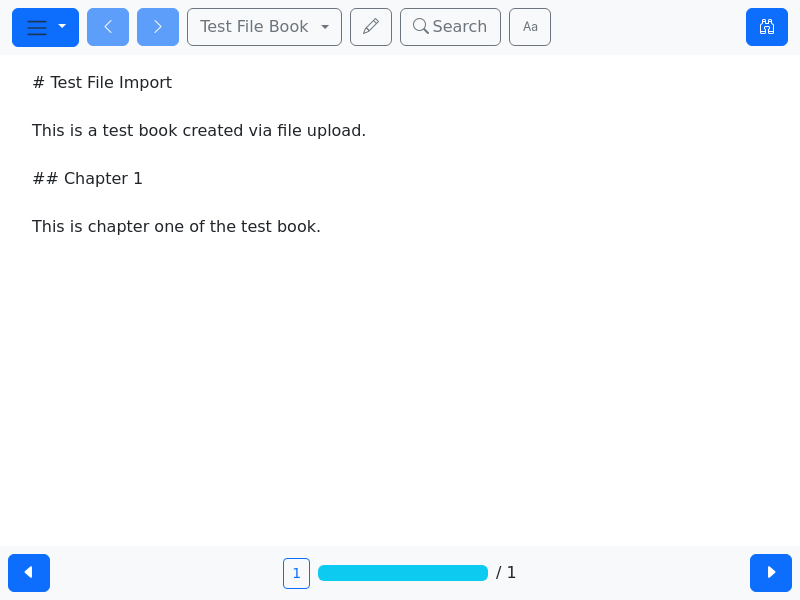 Test File Book
Search
Aa
# Test File Import
This is a test book created via file upload.
## Chapter 1
This is chapter one of the test book.
1
/ 1